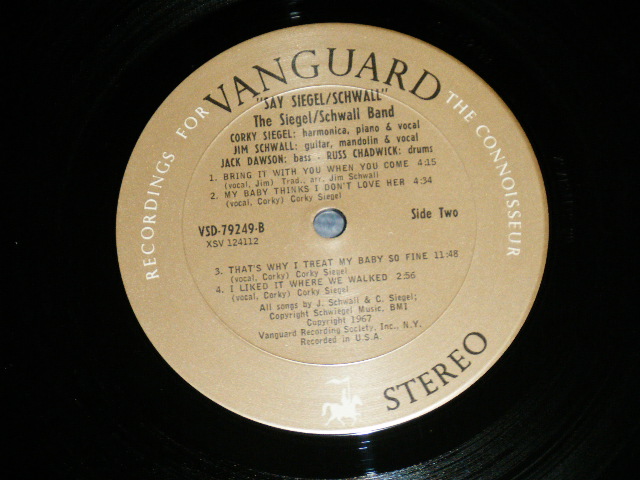 RECORDINGS FOR VANGUARD THE CONNOISSEUR
"SAY SIEGEL/SCHWALL"
The Siegel/Schwall Band
CORKY SIEGEL: harmonica, piano & vocal
JIM SCHWALL: guitar, mandolin & vocal
JACK DAWSON: bass - RUSS CHADWICK: drums
1. BRING IT WITH YOU WHEN YOU COME 4:15
(vocal, Jim) Trad., arr. Jim Schwall
2. MY BABY THINKS I DON'T LOVE HER 4:34
(vocal, Corky) Corky Siegel
VSD-79249-B
Side Two
XSV 124112
3. THAT'S WHY I TREAT MY BABY SO FINE 11:48
(vocal, Corky) Corky Siegel
4. I LIKED IT WHERE WE WALKED 2:56
(vocal, Corky) Corky Siegel
All songs by J. Schwall & C. Siegel;
Copyright Schwiegel Music, BMI
Copyright 1967
Vanguard Recording Society, Inc., N.Y.
Recorded in U.S.A.
STEREO